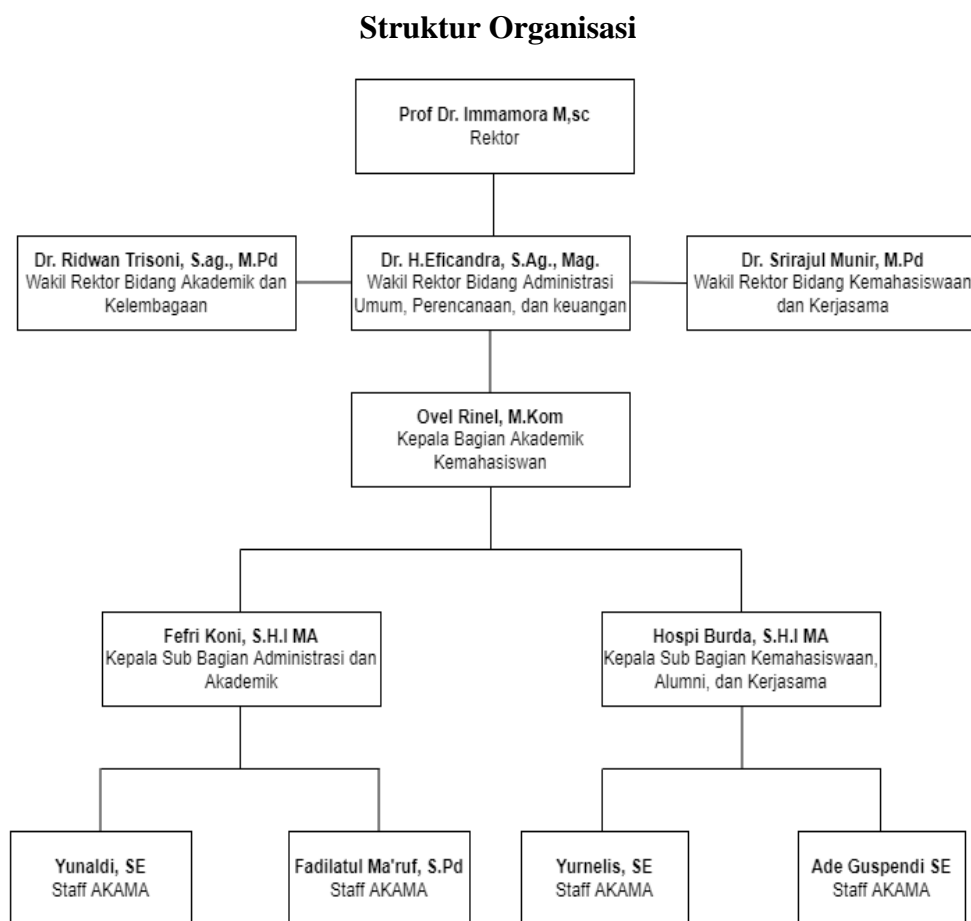 Struktur Organisasi
Prof Dr. Immamora M,sc
Rektor
Dr. Ridwan Trisoni, S.ag., M.Pd
Wakil Rektor Bidang Akademik dan
Kelembagaan
Dr. H.Eficandra, S.Ag., Mag.
Wakil Rektor Bidang Administrasi
Umum, Perencanaan, dan keuangan
Dr. Srirajul Munir, M.Pd
Wakil Rektor Bidang Kemahasiswaan
dan Kerjasama
Ovel Rinel, M.Kom
Kepala Bagian Akademik
Kemahasiswan
Fefri Koni, S.H.I MA
Kepala Sub Bagian Administrasi dan
Akademik
Hospi Burda, S.H.I MA
Kepala Sub Bagian Kemahasiswaan,
Alumni, dan Kerjasama
Yunaldi, SE
Staff AKAMA
Fadilatul Ma'ruf, S.Pd
Staff AKAMA
Yurnelis, SE
Staff AKAMA
Ade Guspendi SE
Staff AKAMA